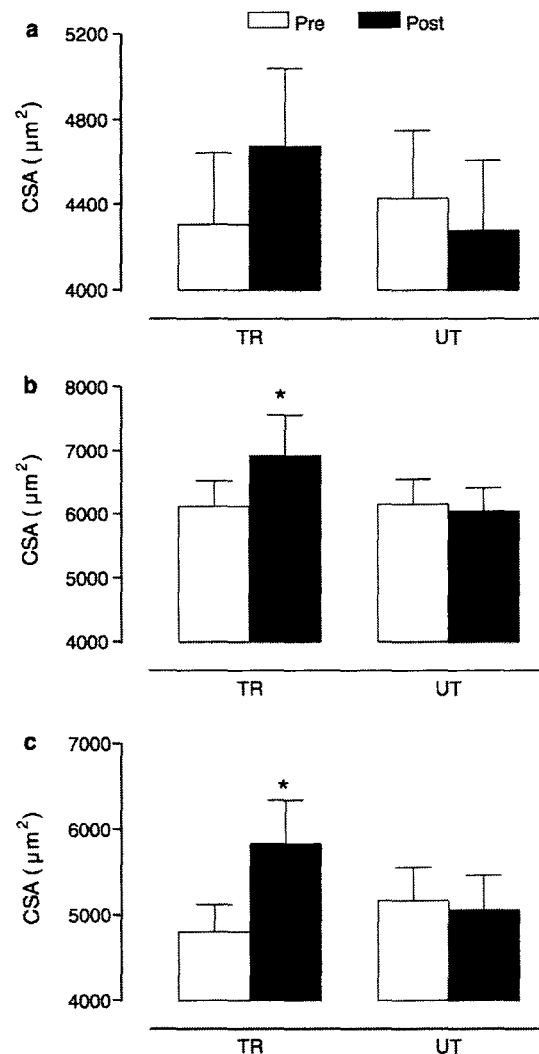 a
Pre Post
5200
4800
4400
4000
CSA ( µm²)
TR UT
b
8000
7000
6000
5000
4000
CSA ( µm²)
*
TR UT
c
7000
6000
5000
4000
CSA ( µm²)
*
TR UT